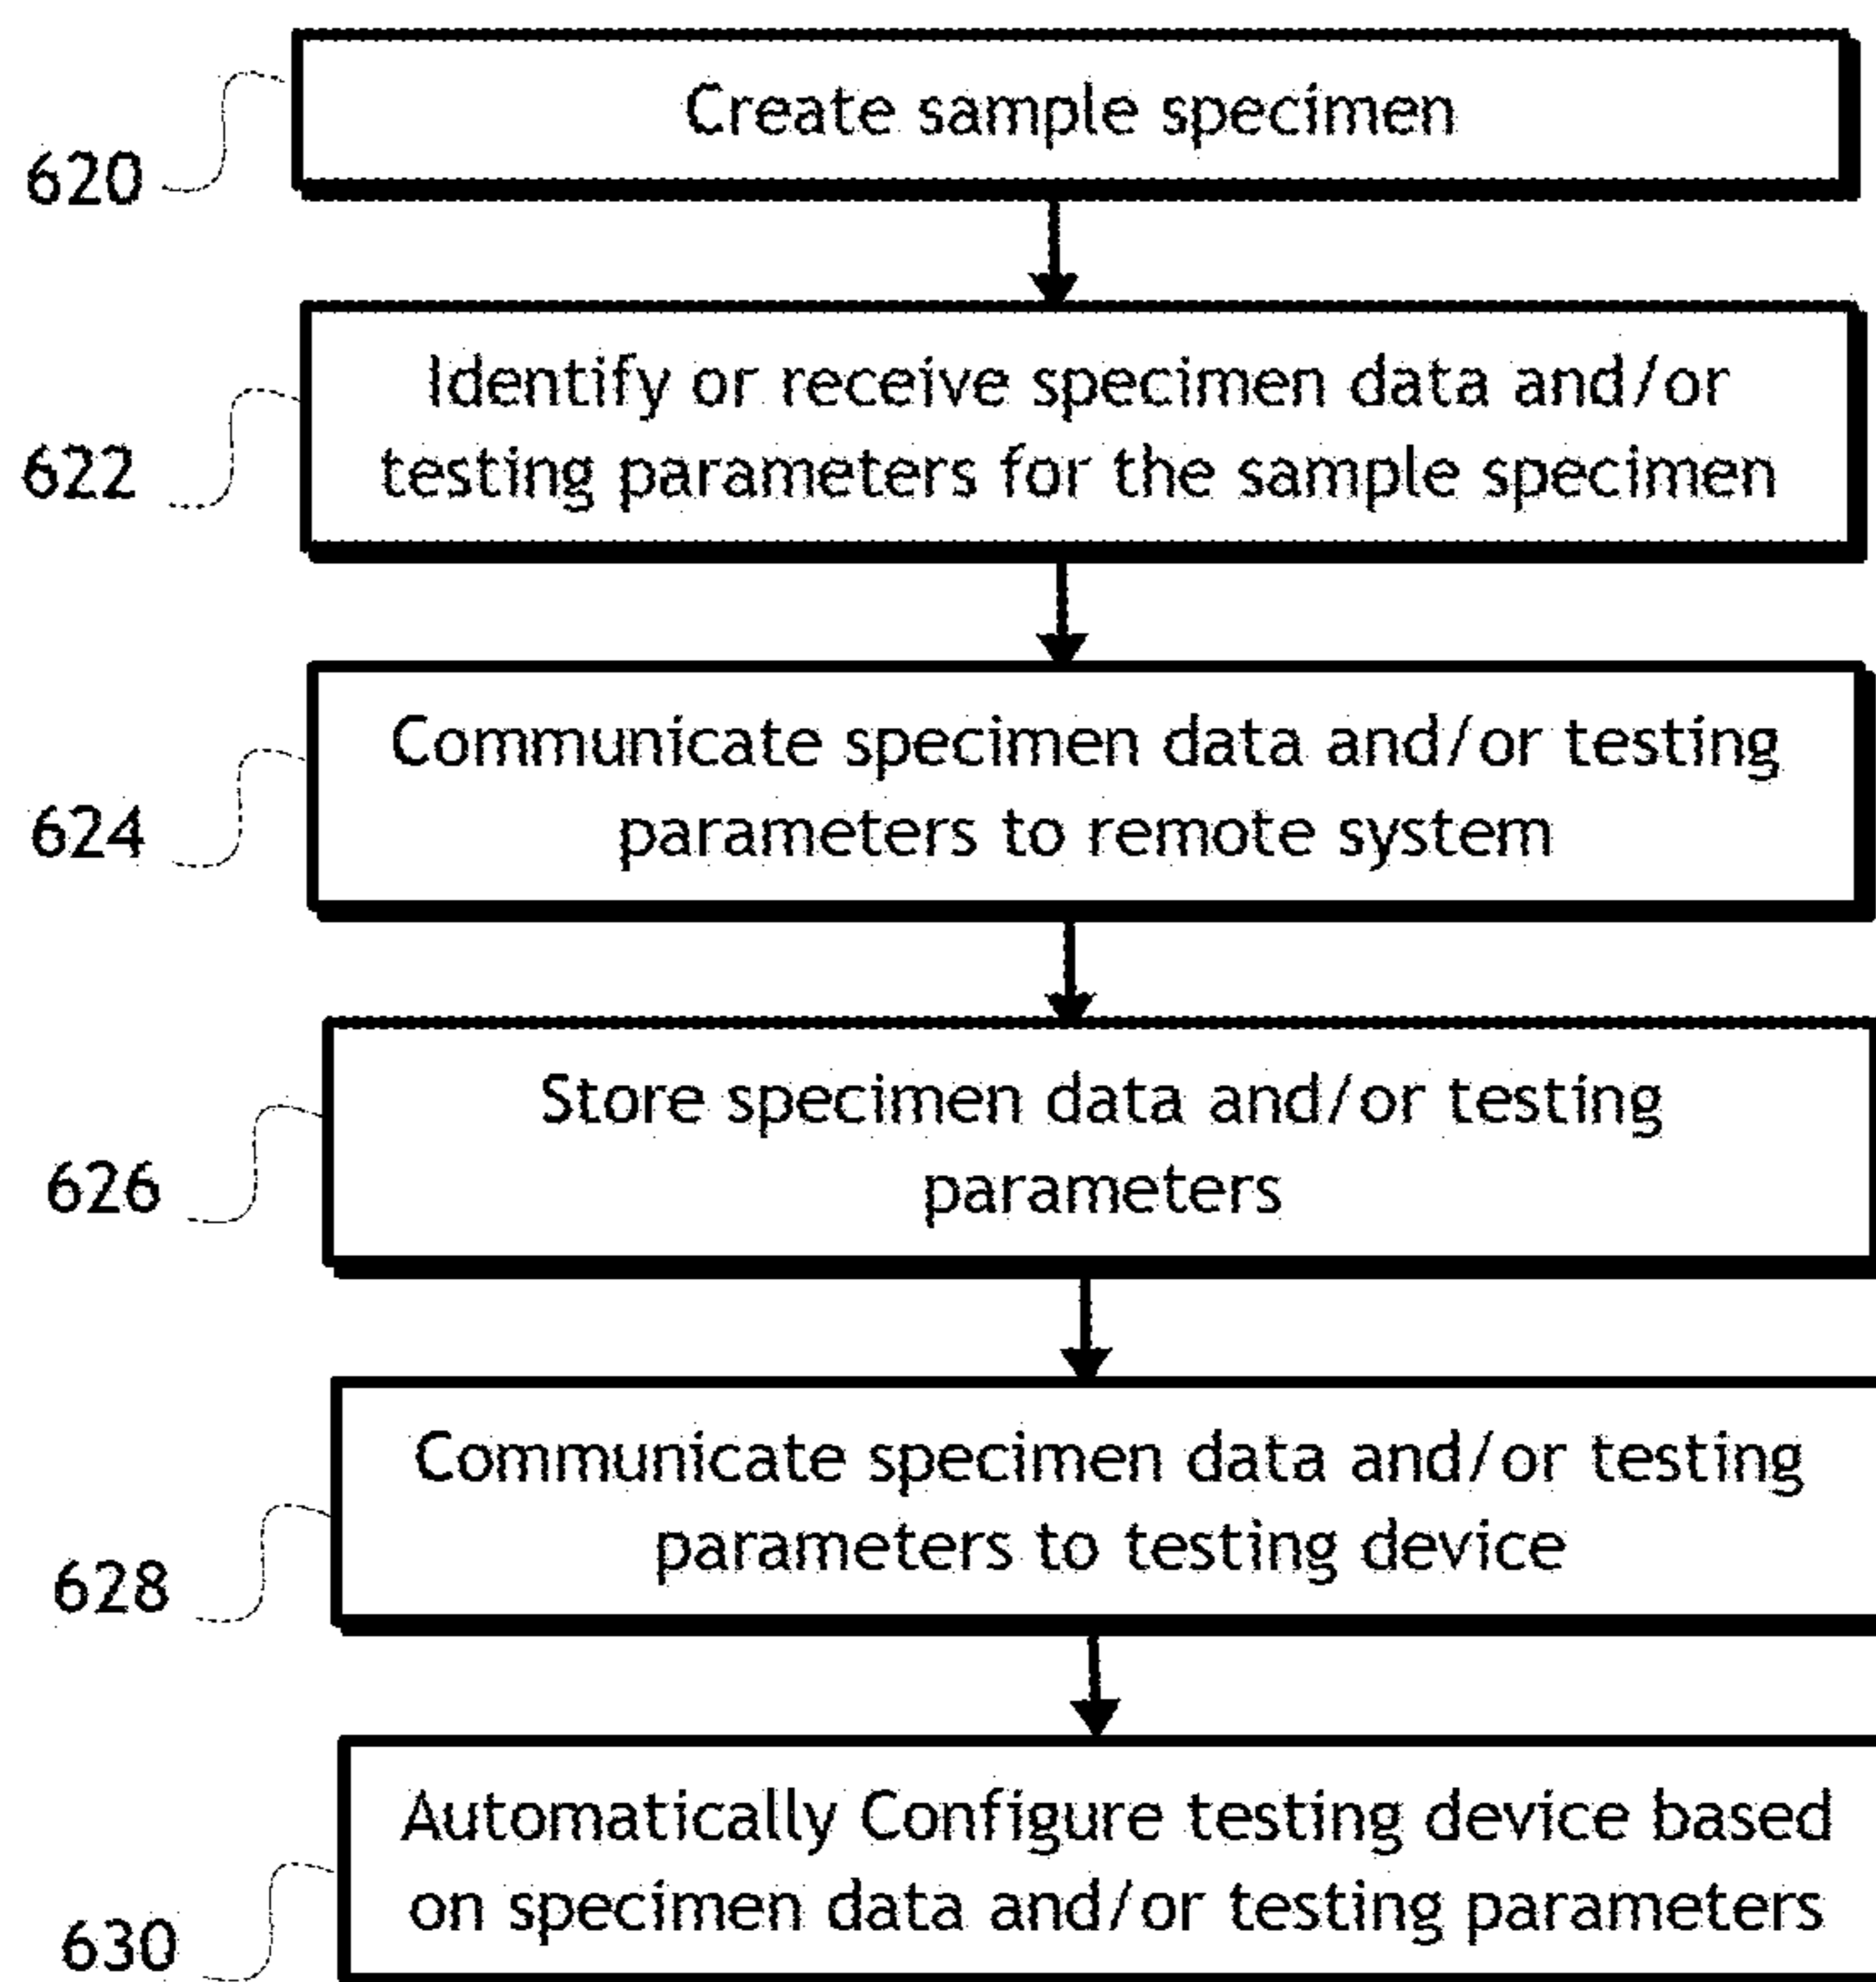 Create sample specimen
620
Identify or receive specimen data and/or
testing parameters for the sample specimen
622
Communicate specimen data and/or testing
parameters to remote system
624
Store specimen data and/or testing
parameters
626
Communicate specimen data and/or testing
parameters to testing device
628
Automatically Configure testing device based
on specimen data and/or testing parameters
630